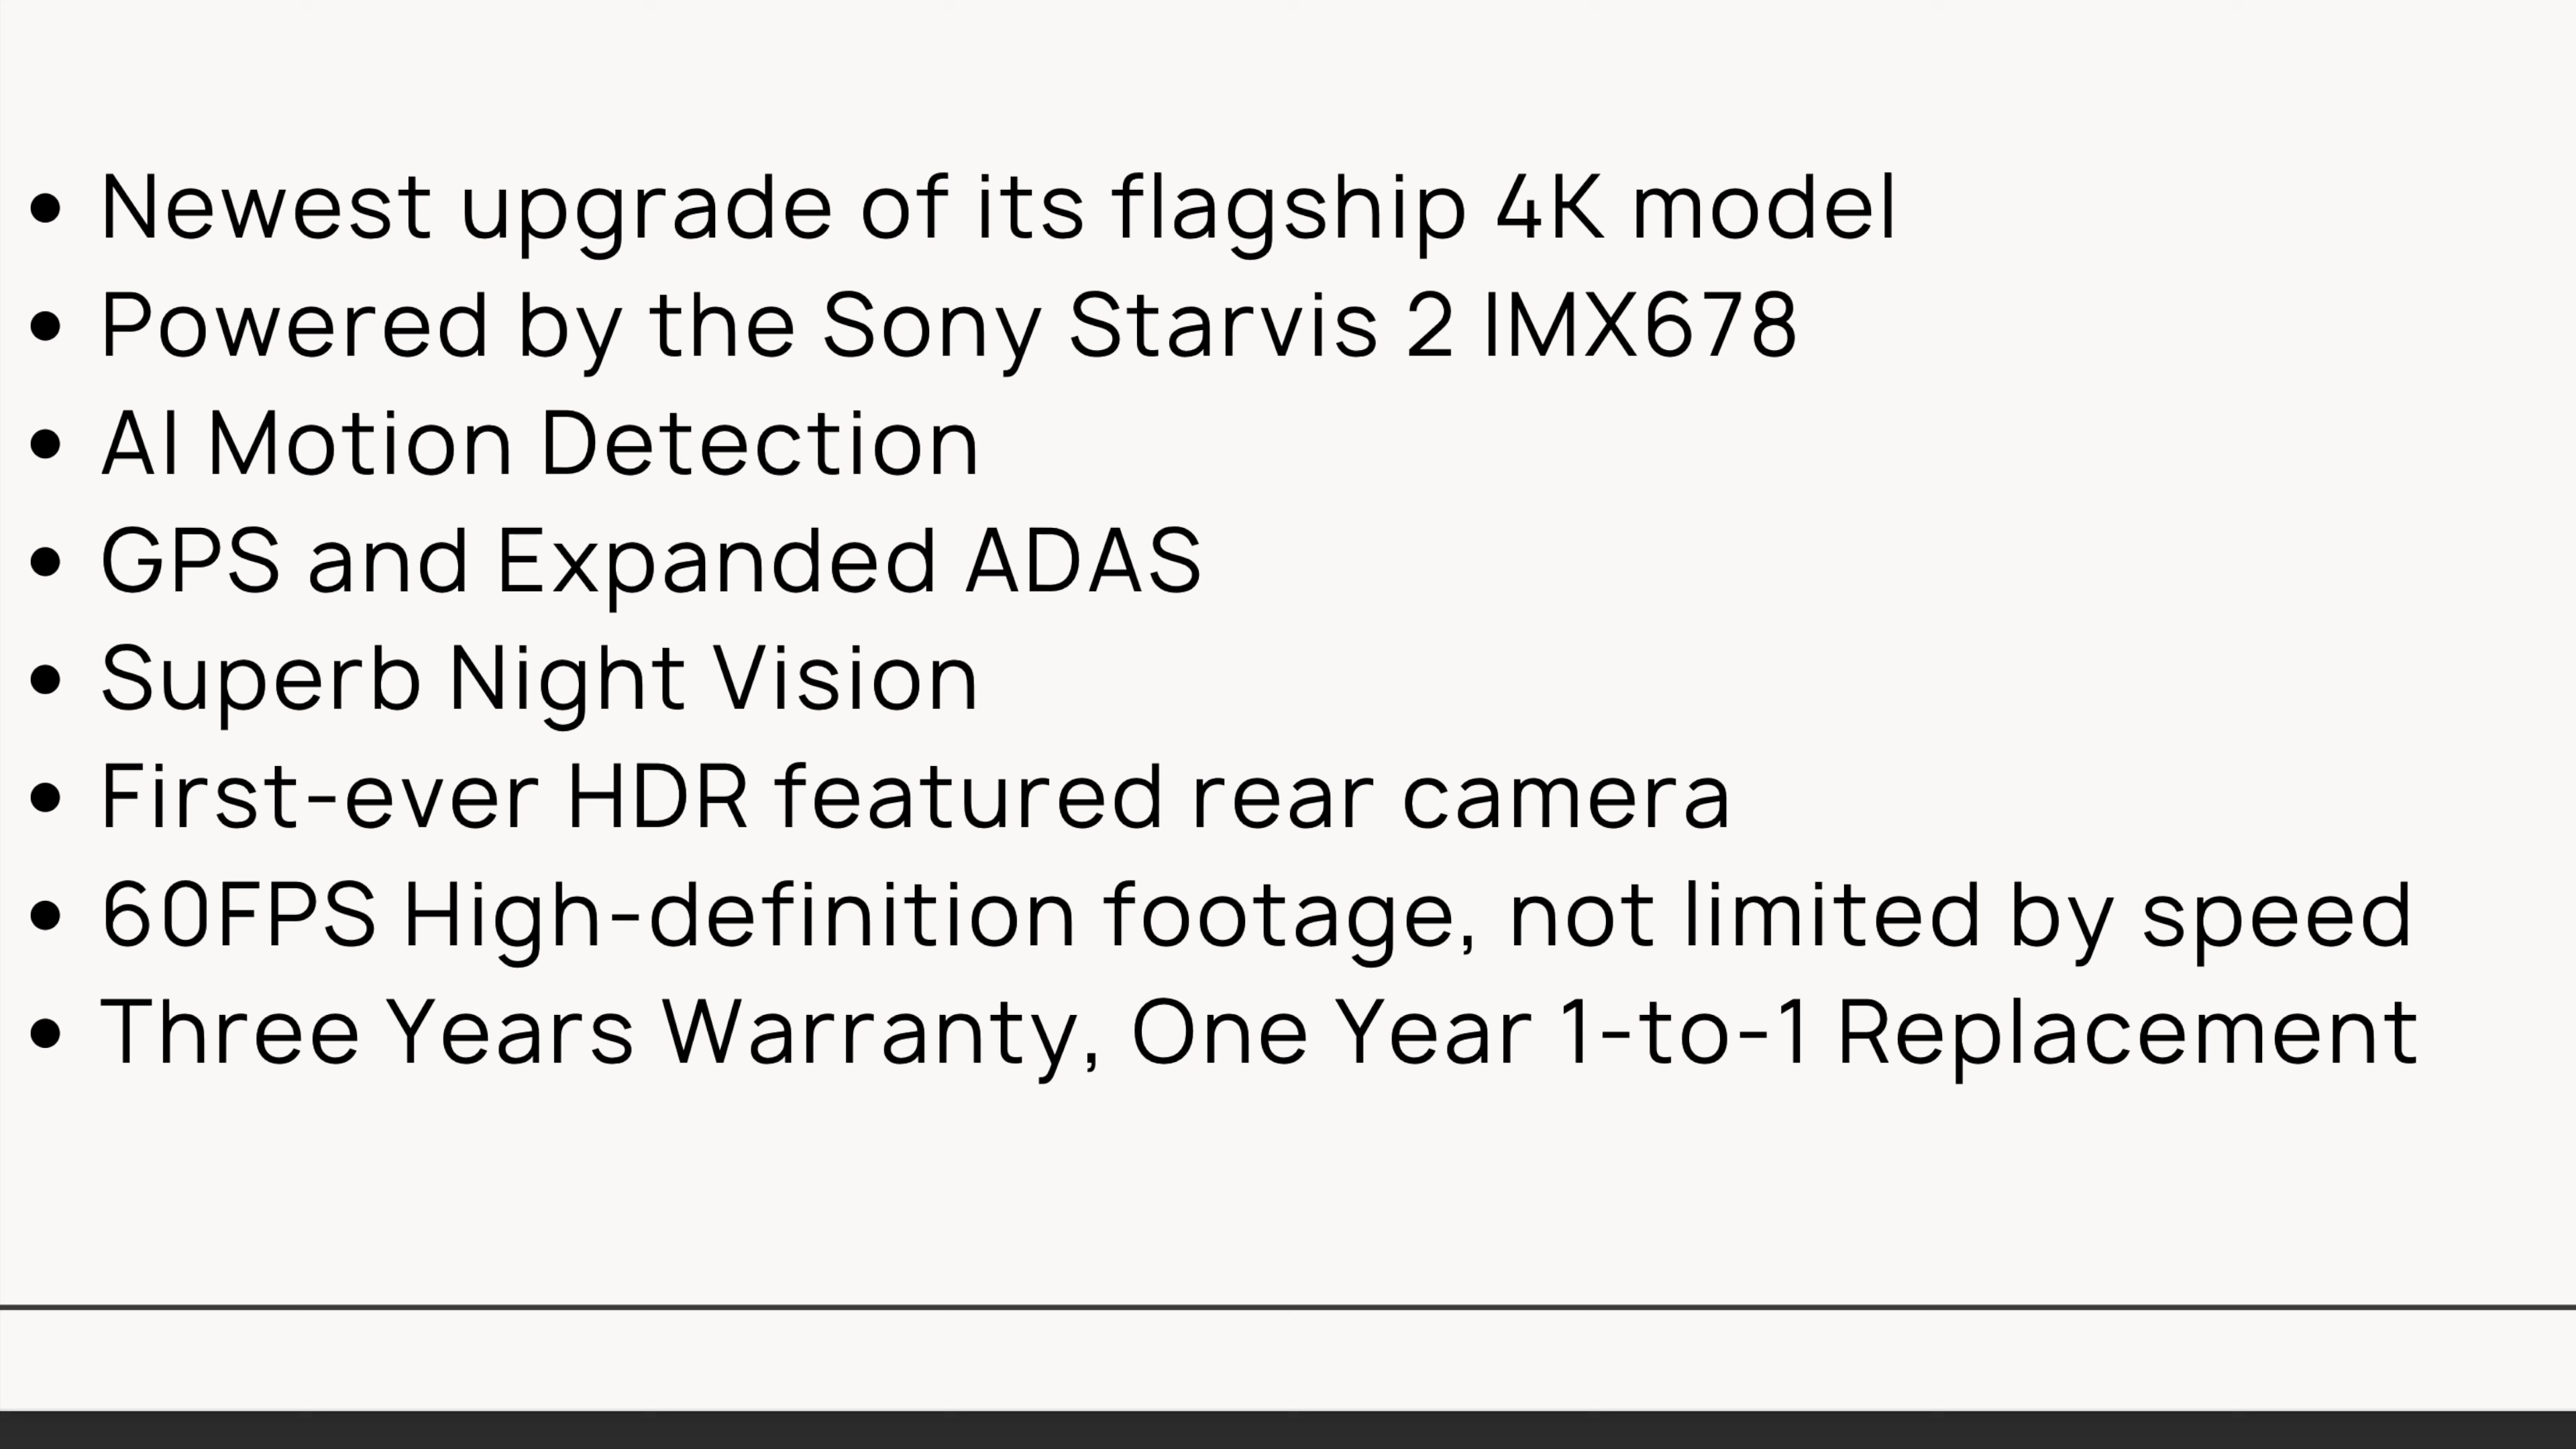 • Newest upgrade of its flagship 4K model
• Powered by the Sony Starvis 2 IMX678
• AI Motion Detection
• GPS and Expanded ADAS
• Superb Night Vision
• First-ever HDR featured rear camera
• 60FPS High-definition footage, not limited by speed
• Three Years Warranty, One Year 1-to-1 Replacement